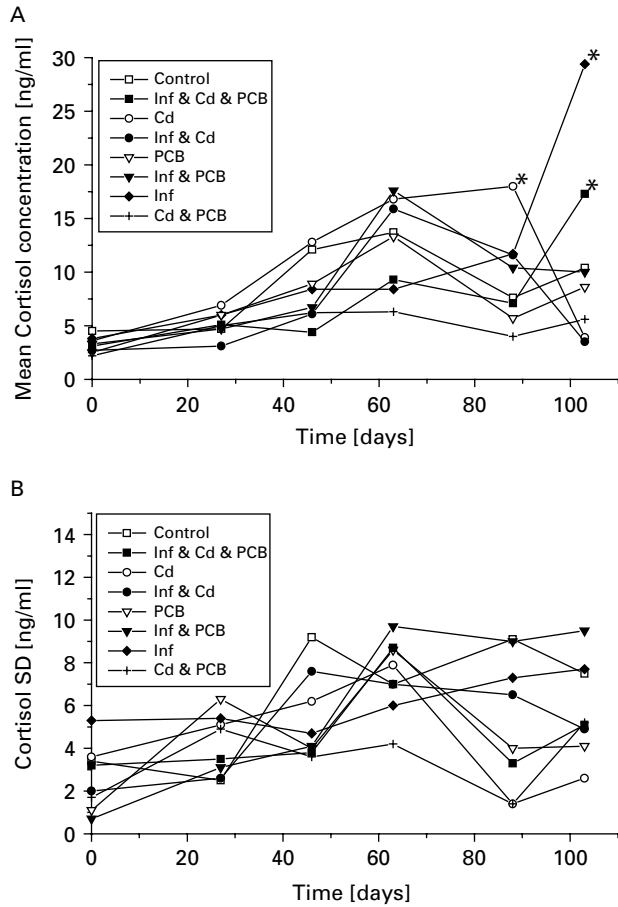 A
Mean Cortisol concentration [ng/ml]
30
25
20
15
10
5
0
Control
Inf & Cd & PCB
Cd
Inf & Cd
PCB
Inf & PCB
Inf
Cd & PCB
*
*
*
0
20
40
60
80
100
Time [days]
B
Cortisol SD [ng/ml]
14
12
10
8
6
4
2
0
Control
Inf & Cd & PCB
Cd
Inf & Cd
PCB
Inf & PCB
Inf
Cd & PCB
0
20
40
60
80
100
Time [days]